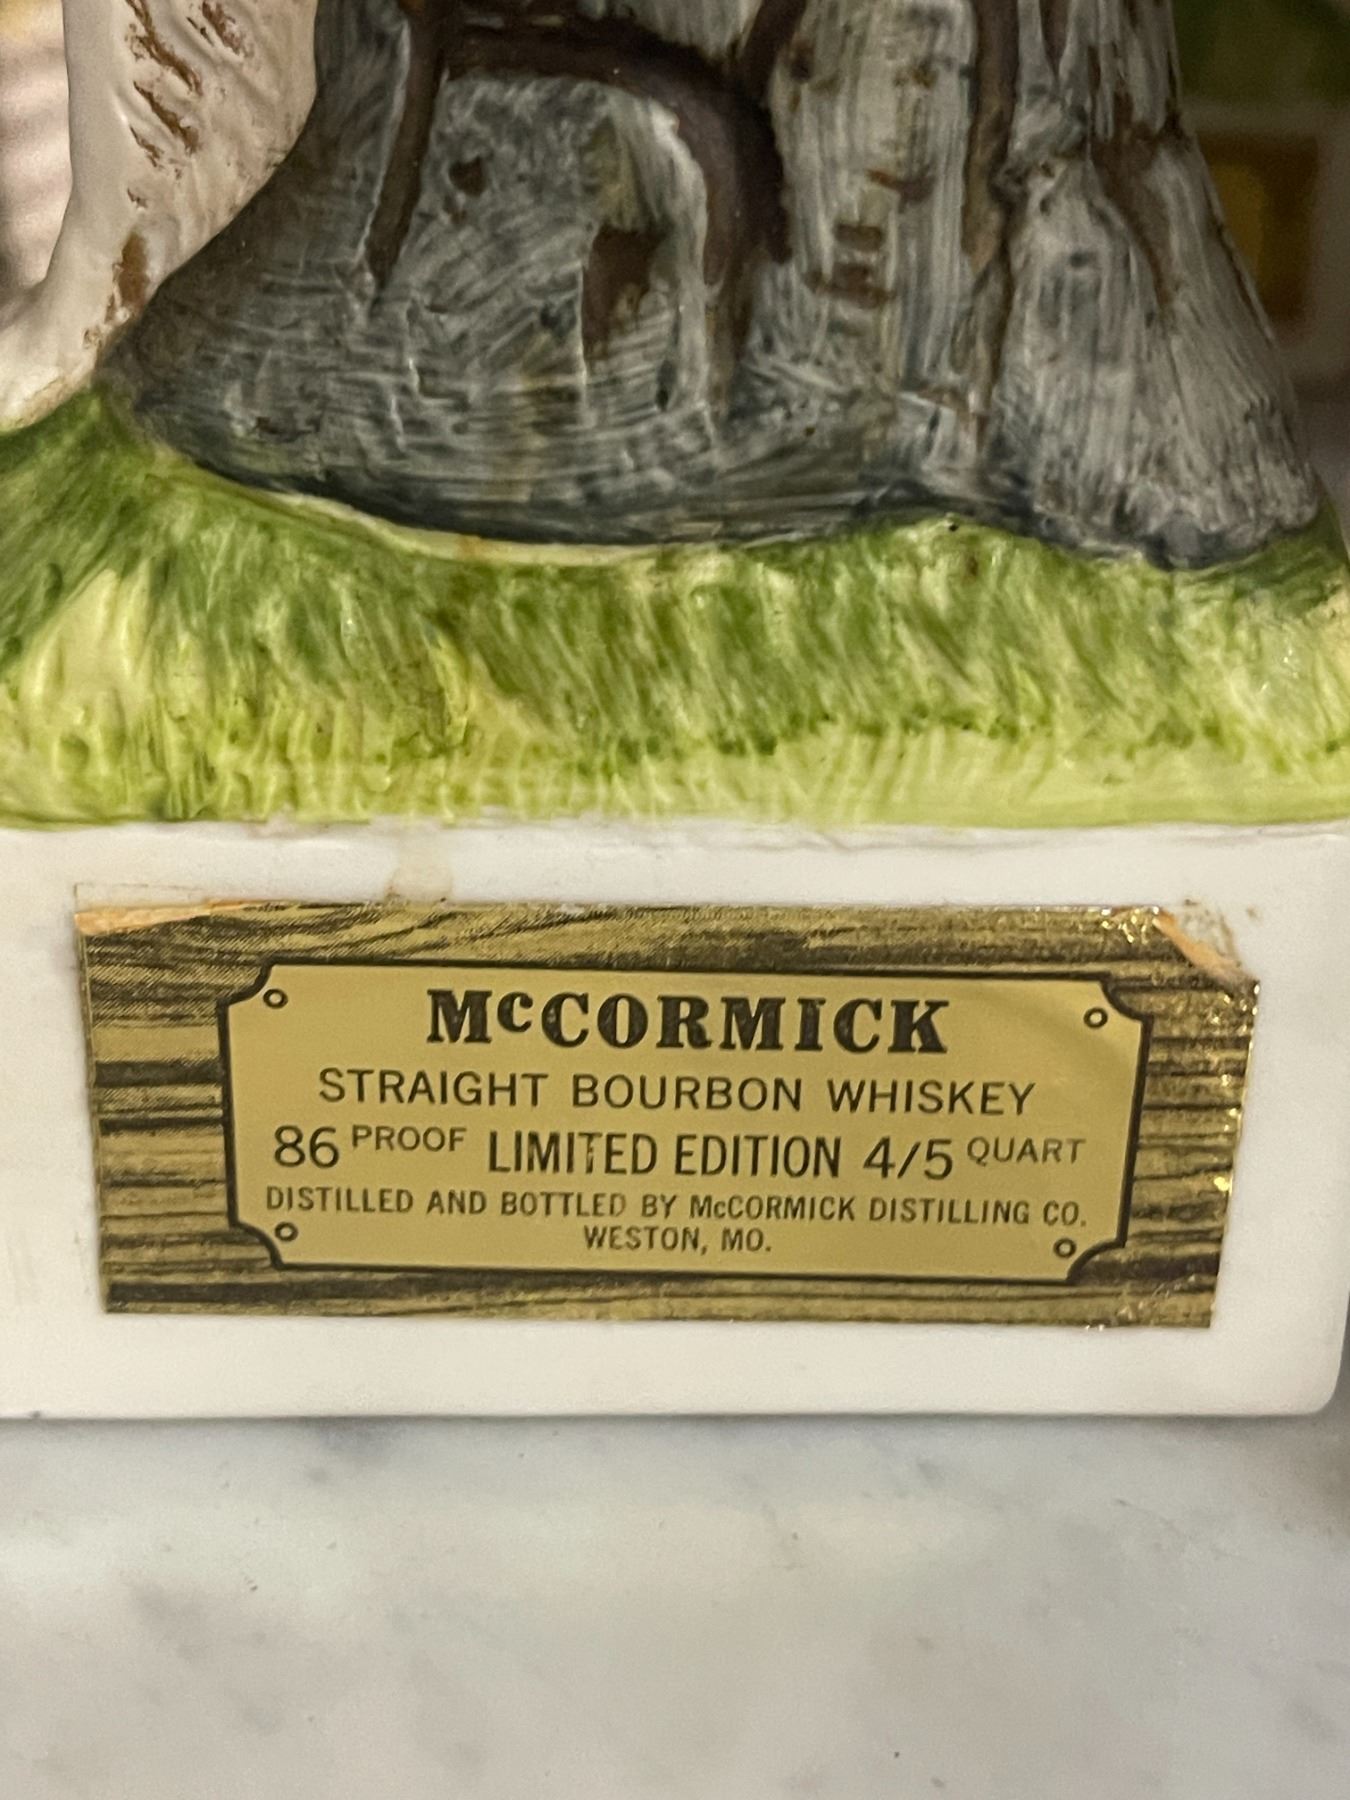 McCORMICK
STRAIGHT BOURBON WHISKEY
86 PROOF LIMITED EDITION 4/5 QUART
DISTILLED AND BOTTLED BY McCORMICK DISTILLING CO.
WESTON, MO.